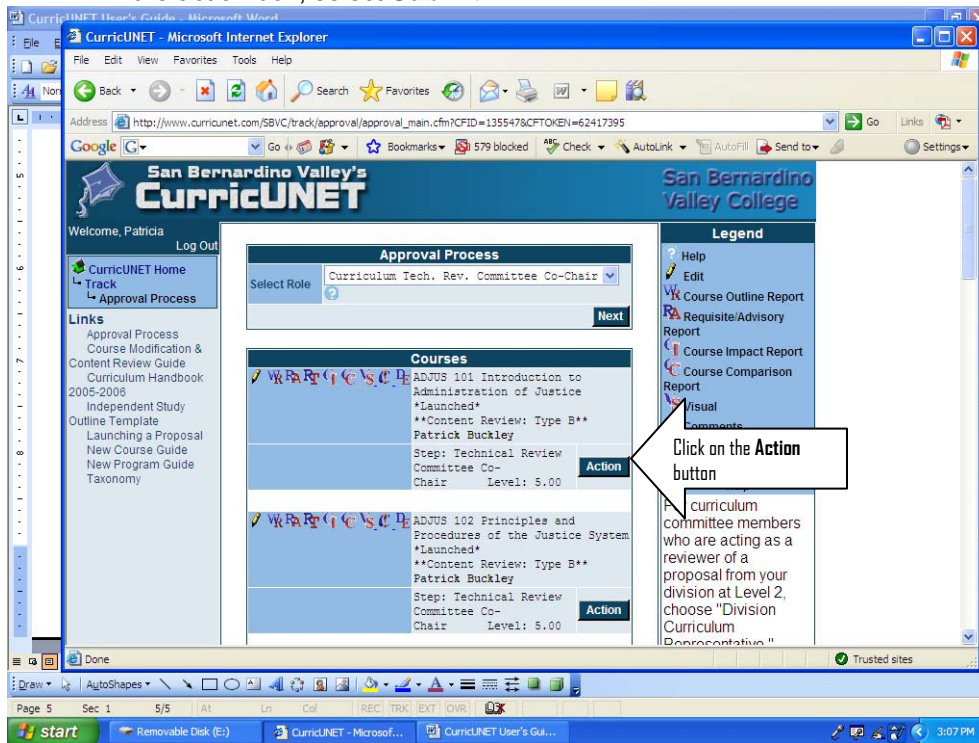 CurricUNET User's Guide - Microsoft Word
CurricUNET - Microsoft Internet Explorer
File Edit View Favorites Tools Help
Back Search Favorites
Address http://www.curricunet.com/SBVC/track/approval/approval_main.cfm?CFID=135547&CFTOKEN=62417395 Go Links
Google G Go Bookmarks 579 blocked Check AutoLink AutoFill Send to Settings
San Bernardino Valley's
CurricUNET
San Bernardino
Valley College
Welcome, Patricia
Log Out
CurricUNET Home
Track
Approval Process
Links
Approval Process
Course Modification &
Content Review Guide
Curriculum Handbook
2005-2006
Independent Study
Outline Template
Launching a Proposal
New Course Guide
New Program Guide
Taxonomy
Approval Process
Select Role Curriculum Tech. Rev. Committee Co-Chair
Next
Courses
ADJUS 101 Introduction to
Administration of Justice
*Launched*
**Content Review: Type B**
Patrick Buckley
Step: Technical Review
Committee Co-
Chair Level: 5.00
Action
ADJUS 102 Principles and
Procedures of the Justice System
*Launched*
**Content Review: Type B**
Patrick Buckley
Step: Technical Review
Committee Co-
Chair Level: 5.00
Action
Legend
Help
Edit
Course Outline Report
Requisite/Advisory
Report
Course Impact Report
Course Comparison
Report
Visual
Comments
Click on the Action
button
curriculum
committee members
who are acting as a
reviewer of a
proposal from your
division at Level 2,
choose "Division
Curriculum
Representative."
Done Trusted sites
Draw AutoShapes
Page 5 Sec 1 5/5 At Ln Col REC TRK EXT OVR
start Removable Disk (E:) CurricUNET - Microsof... CurricUNET User's Gui... 3:07 PM